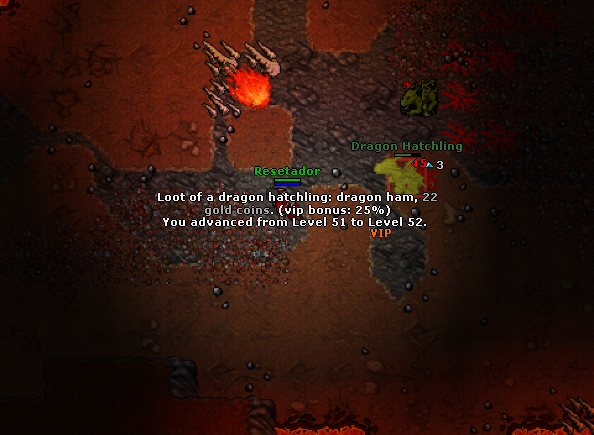 Dragon Hatchling
45
3
Resetador
Loot of a dragon hatchling: dragon ham, 22
gold coins. (vip bonus: 25%)
You advanced from Level 51 to Level 52.
VIP